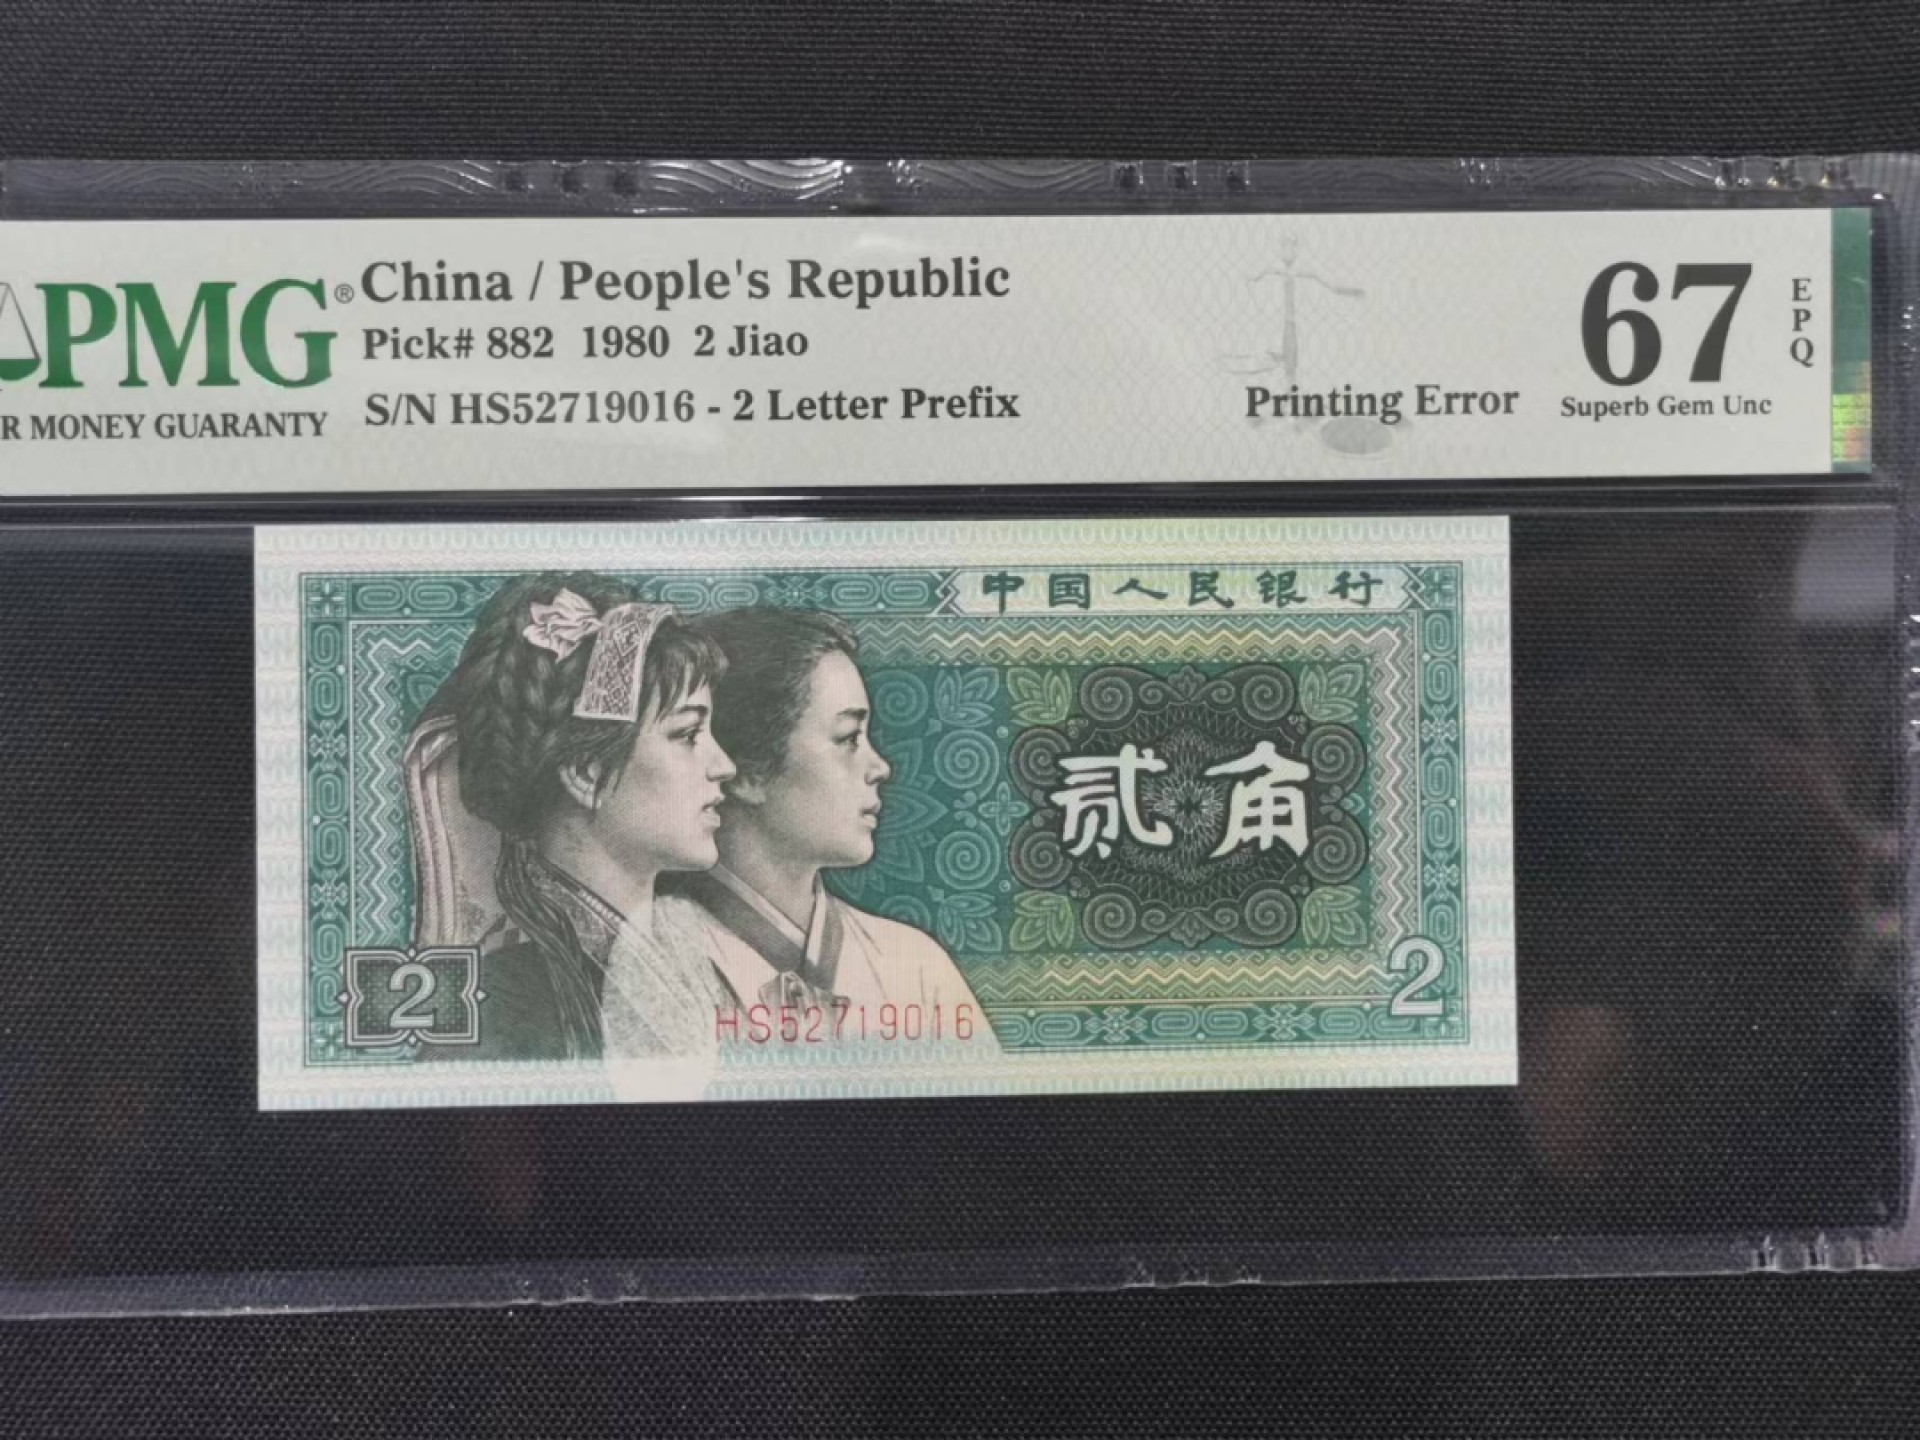 PMG® China / People's Republic
Pick# 882 1980 2 Jiao
S/N HS52719016 - 2 Letter Prefix
R MONEY GUARANTY
Printing Error
67 EPQ
Superb Gem Unc
中国人民银行
贰角
2
2
HS52719016